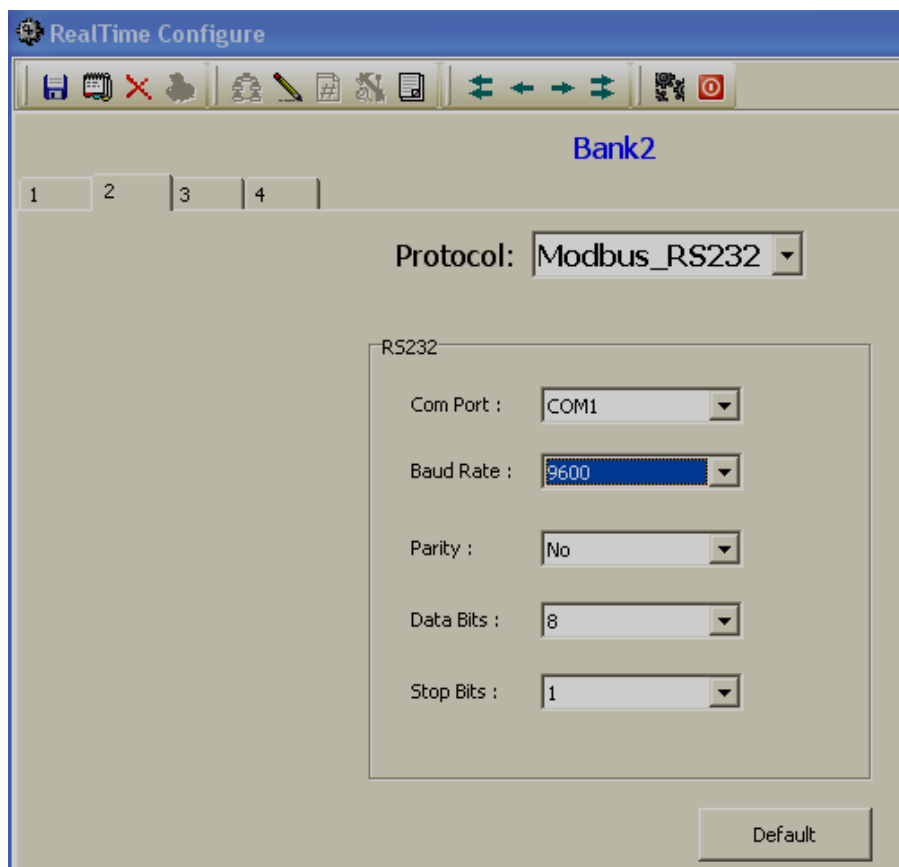 RealTime Configure
Bank2
1 2 3 4
Protocol: Modbus_RS232
RS232
Com Port : COM1
Baud Rate : 9600
Parity : No
Data Bits : 8
Stop Bits : 1
Default